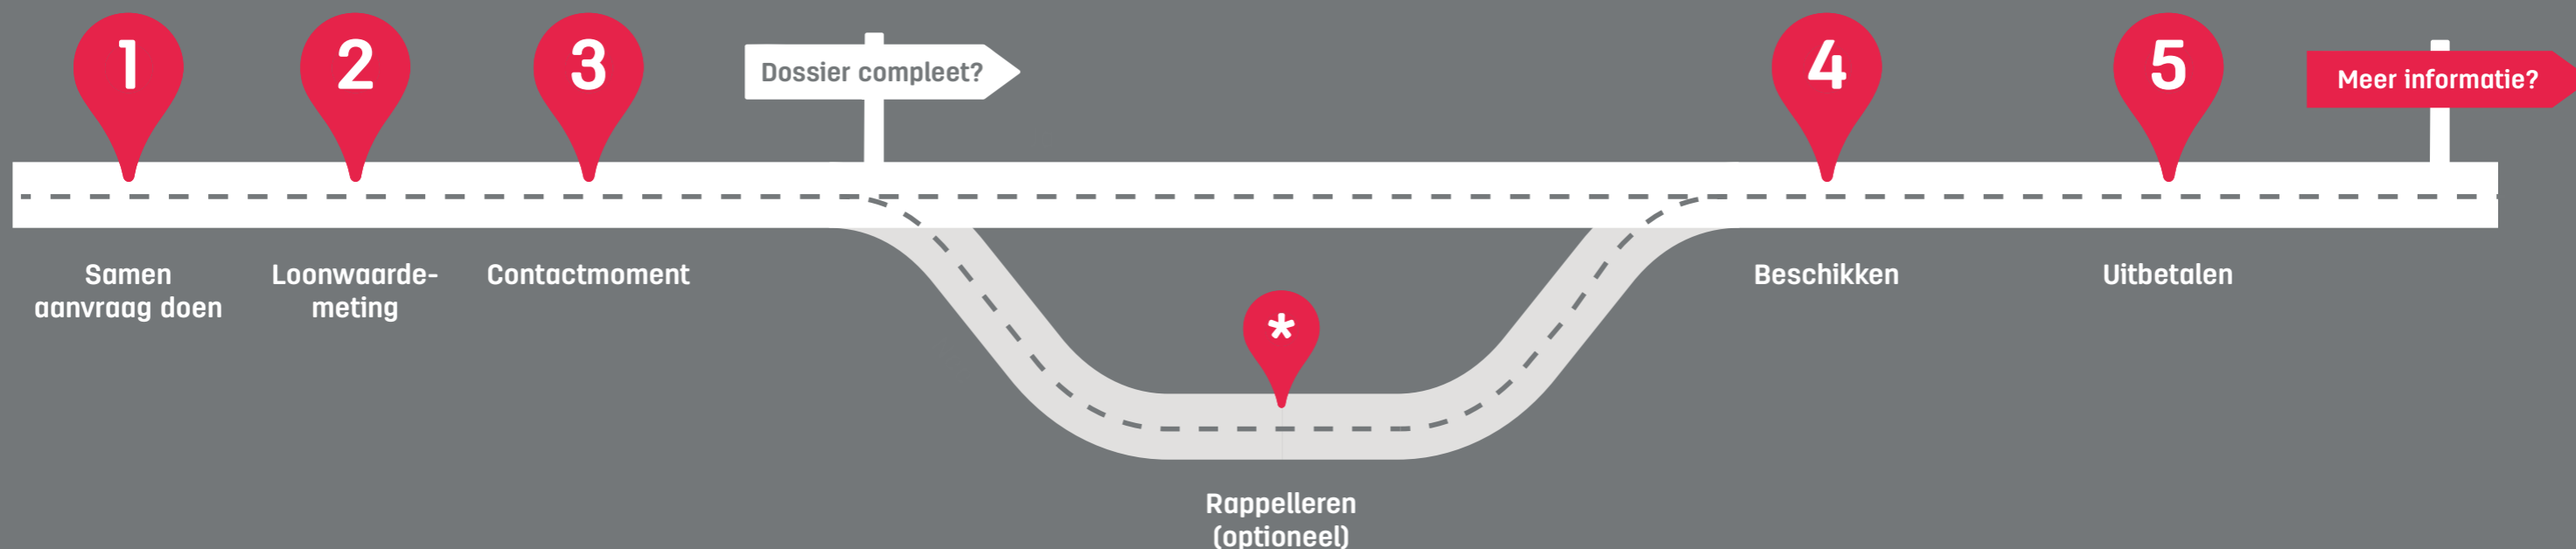 1
2
3
Dossier compleet?
4
5
Meer informatie?
Samen
aanvraag doen
Loonwaarde-
meting
Contactmoment
Beschikken
Uitbetalen
*
Rappelleren
(optioneel)